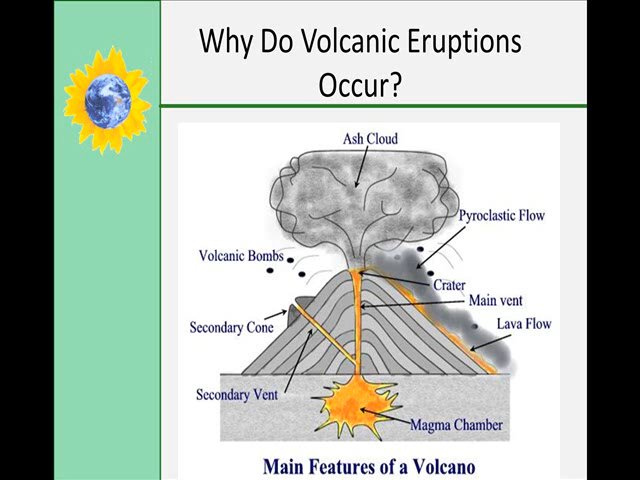 Why Do Volcanic Eruptions
Occur?
Ash Cloud
Pyroclastic Flow
Volcanic Bombs
Crater
Main vent
Secondary Cone
Lava Flow
Secondary Vent
Magma Chamber
Main Features of a Volcano